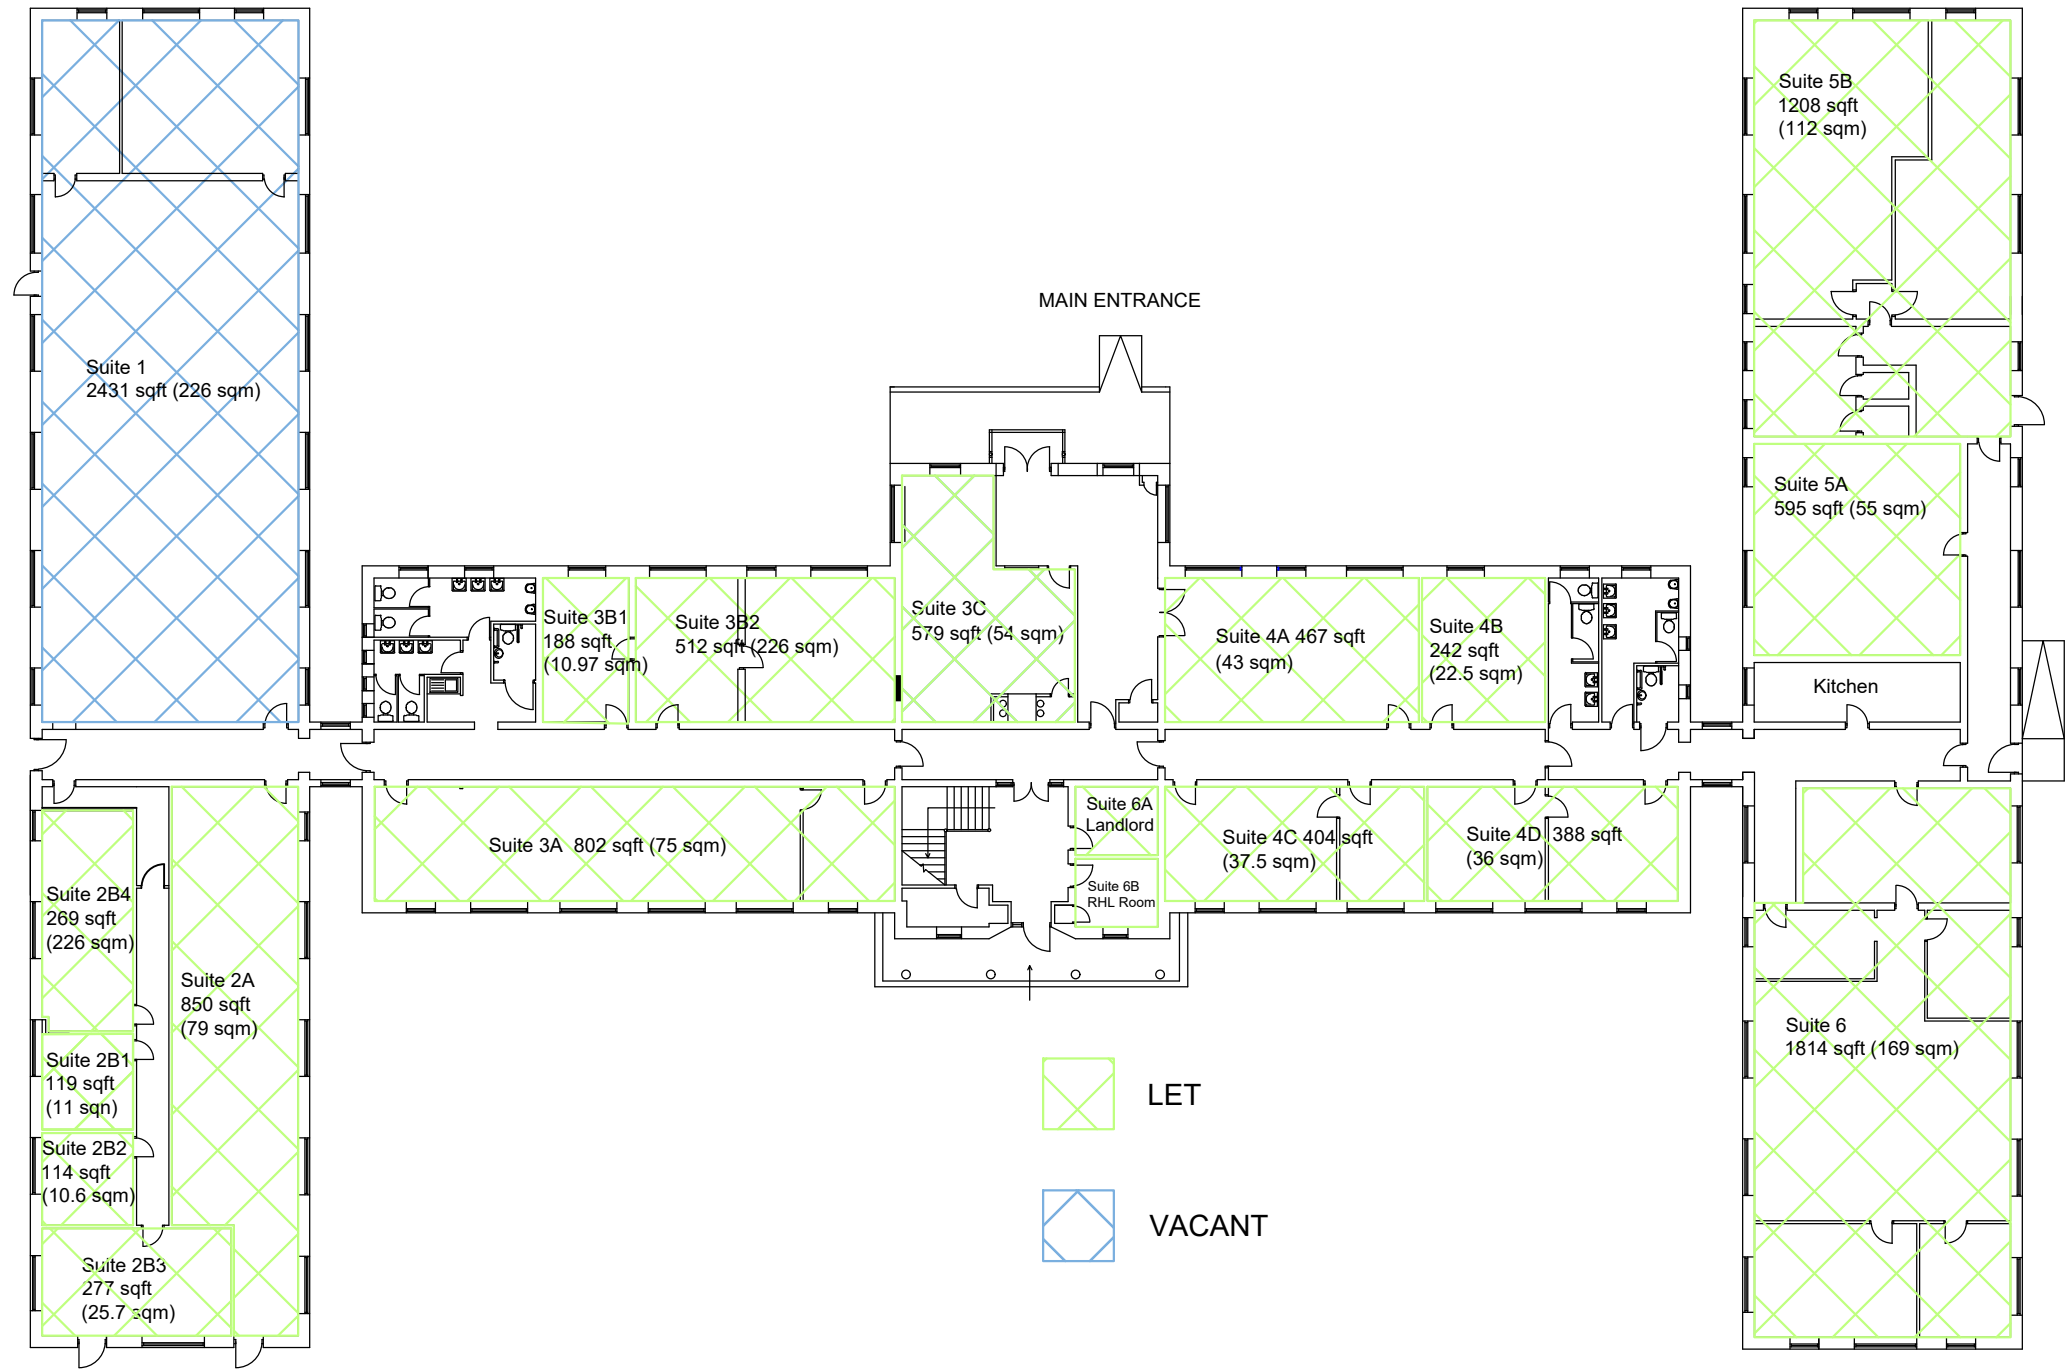 Suite 5B
1208 sqft
(112 sqm)
MAIN ENTRANCE
Suite 1
2431 sqft (226 sqm)
Suite 5A
595 sqft (55 sqm)
Suite 3B1
188 sqft
(10.97 sqm)
Suite 3B2
512 sqft (226 sqm)
Suite 3C
579 sqft (54 sqm)
Suite 4A 467 sqft
(43 sqm)
Suite 4B
242 sqft
(22.5 sqm)
Kitchen
Suite 3A 802 sqft (75 sqm)
Suite 6A
Landlord
Suite 6B
RHL Room
Suite 4C 404 sqft
(37.5 sqm)
Suite 4D 388 sqft
(36 sqm)
Suite 2B4
269 sqft
(226 sqm)
Suite 2A
850 sqft
(79 sqm)
Suite 2B1
119 sqft
(11 sqn)
Suite 2B2
114 sqft
(10.6 sqm)
Suite 2B3
277 sqft
(25.7 sqm)
Suite 6
1814 sqft (169 sqm)
LET
VACANT